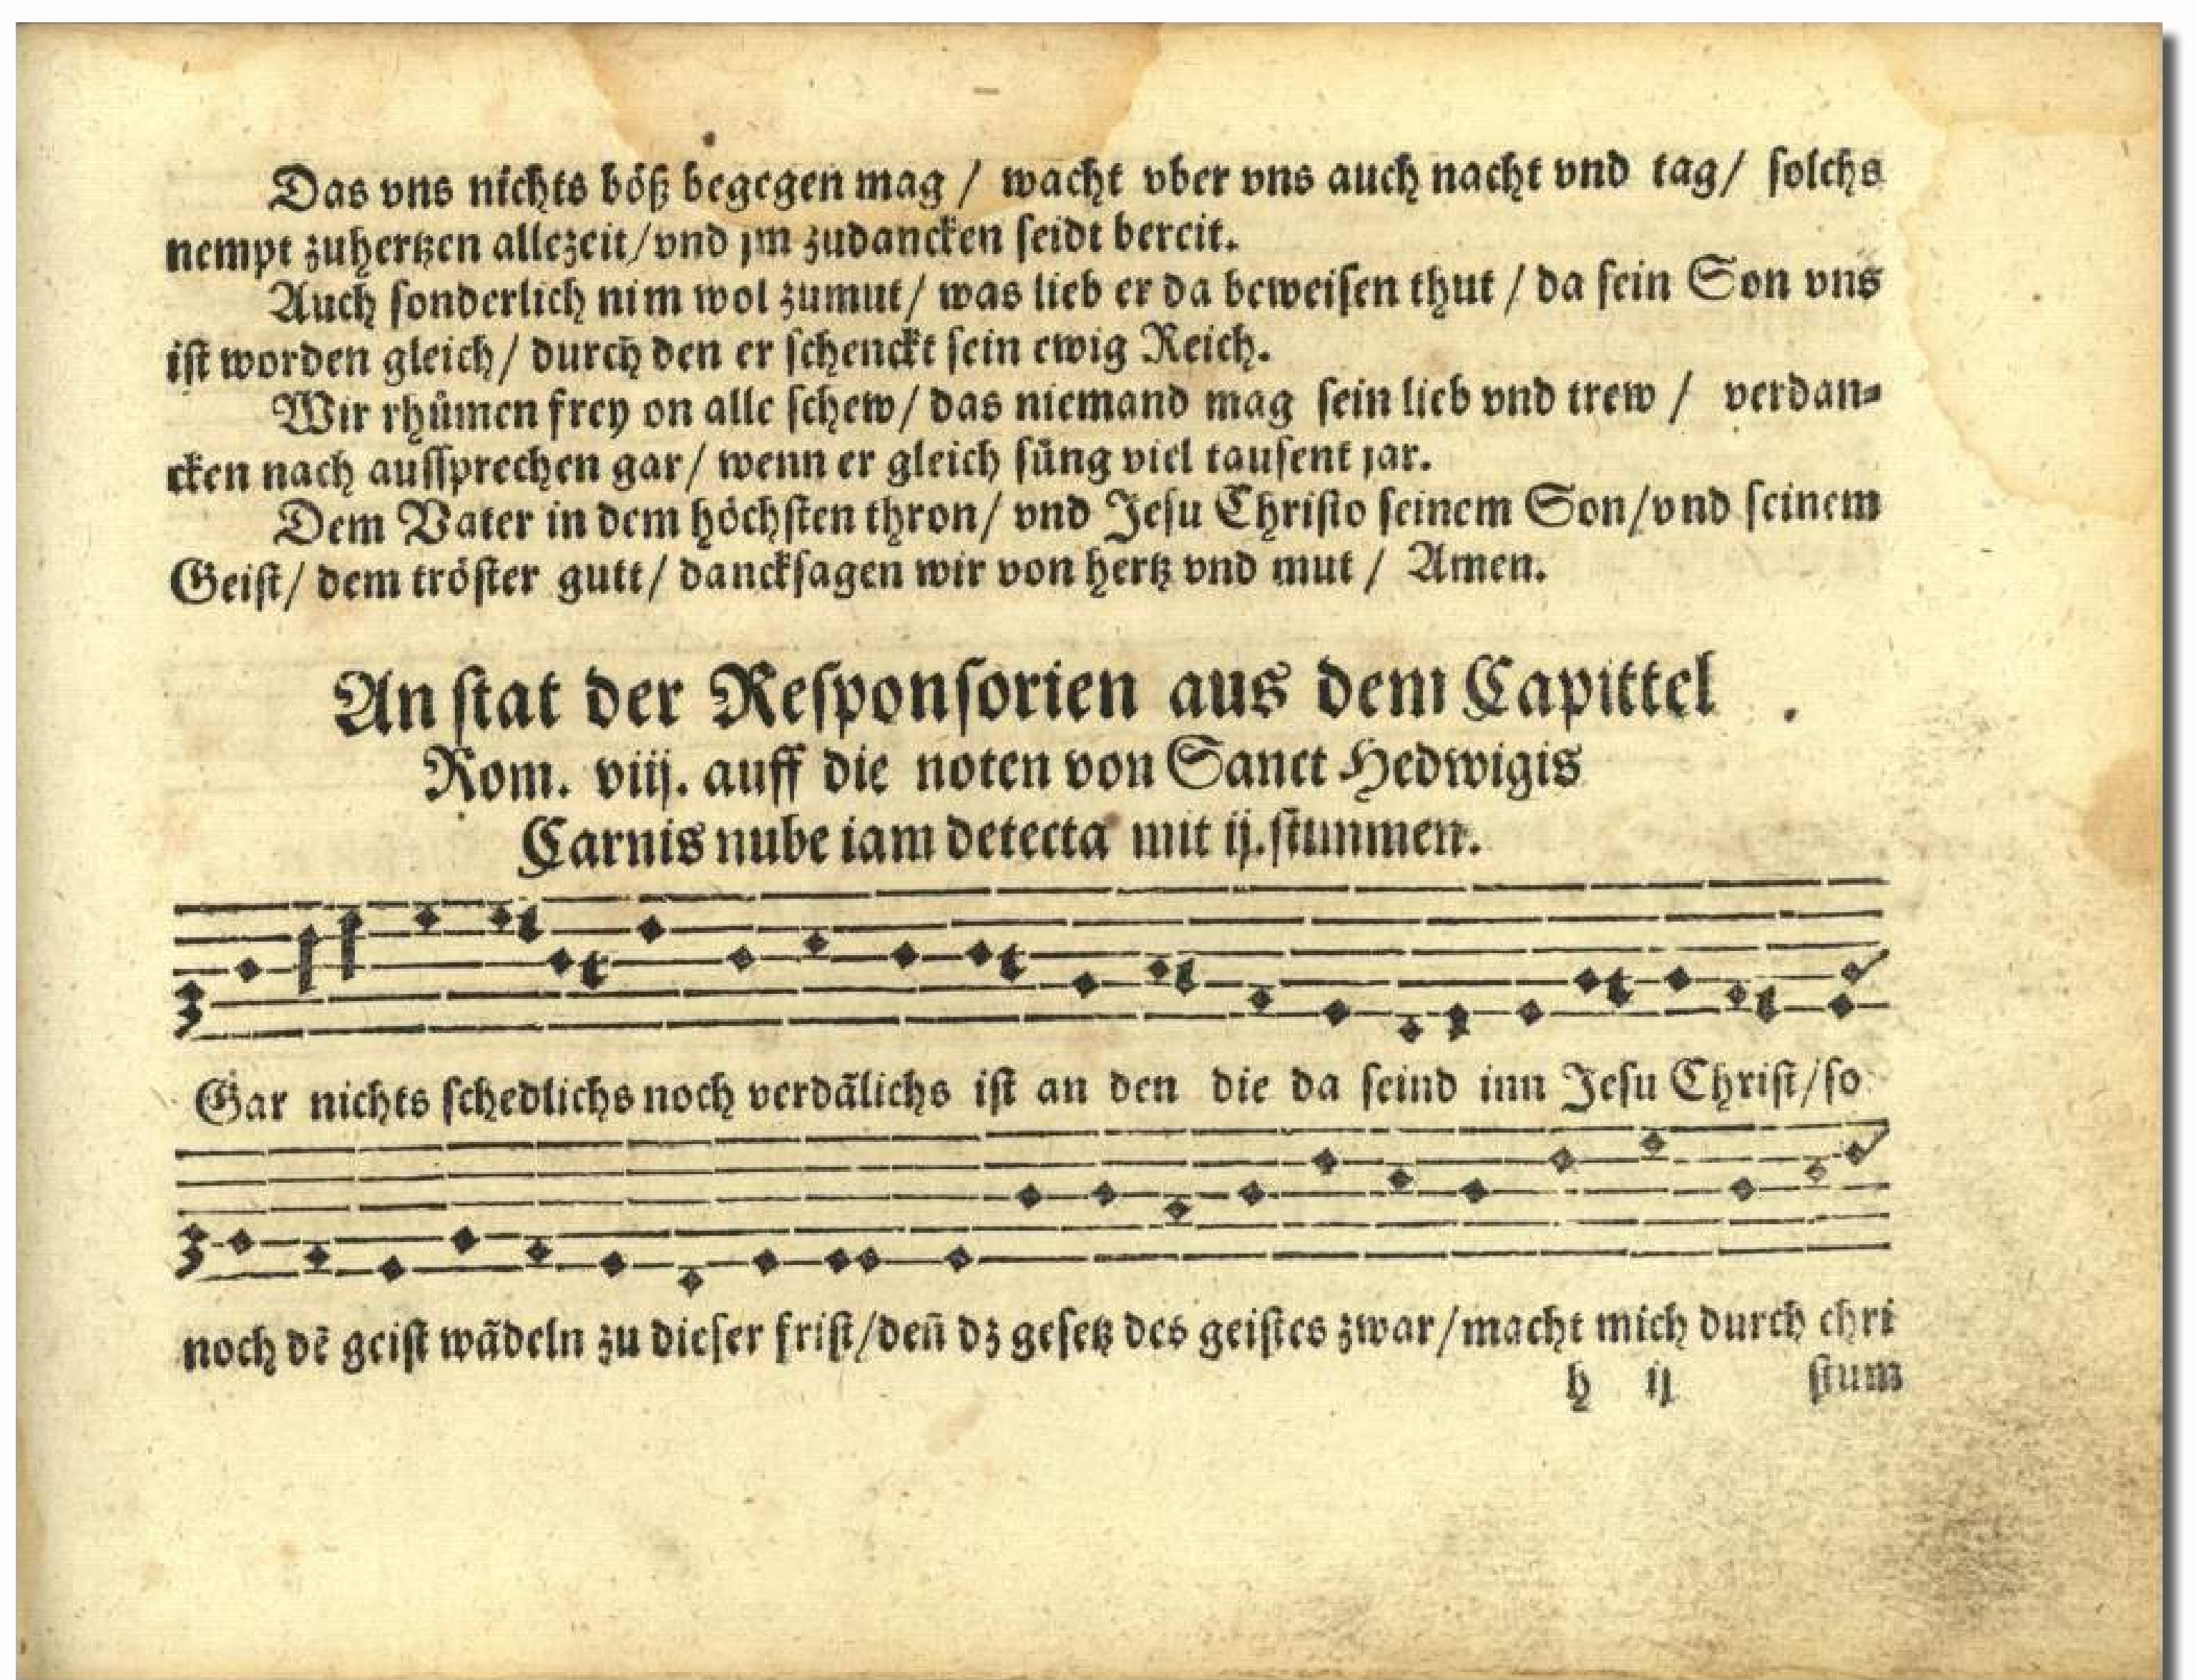 Das vns nichts böß begegen mag / wacht vber vns auch nacht vnd tag/ solchs
nempt zuhertzen allezeit/vnd jm zudancken seidt bereit.
Auch sonderlich nim wol zumut/ was lieb er da beweisen thut / da sein Son vns
ist worden gleich/ durch den er schenckt sein ewig Reich.
Wir rhůmen frey on alle schew/ das niemand mag sein lieb vnd trew / verdan⸗
cken nach aussprechen gar/ wenn er gleich sůng viel tausent jar.
Dem Vater in dem höchsten thron/ vnd Jesu Christo seinem Son/vnd seinem
Geist/ dem tröster gutt/ dancksagen wir von hertz vnd mut / Amen.
An stat der Responsorien aus dem Capittel
Rom. viij. auff die noten von Sanct Hedwigis
Carnis nube iam detecta mit ij.stimmen.
Gar nichts schedlichs noch verdãlichs ist an den die da seind inn Jesu Christ/so
noch dẽ geist wãdeln zu dieser frist/deñ dz gesetz des geistes zwar/macht mich durch chri
h ij stum